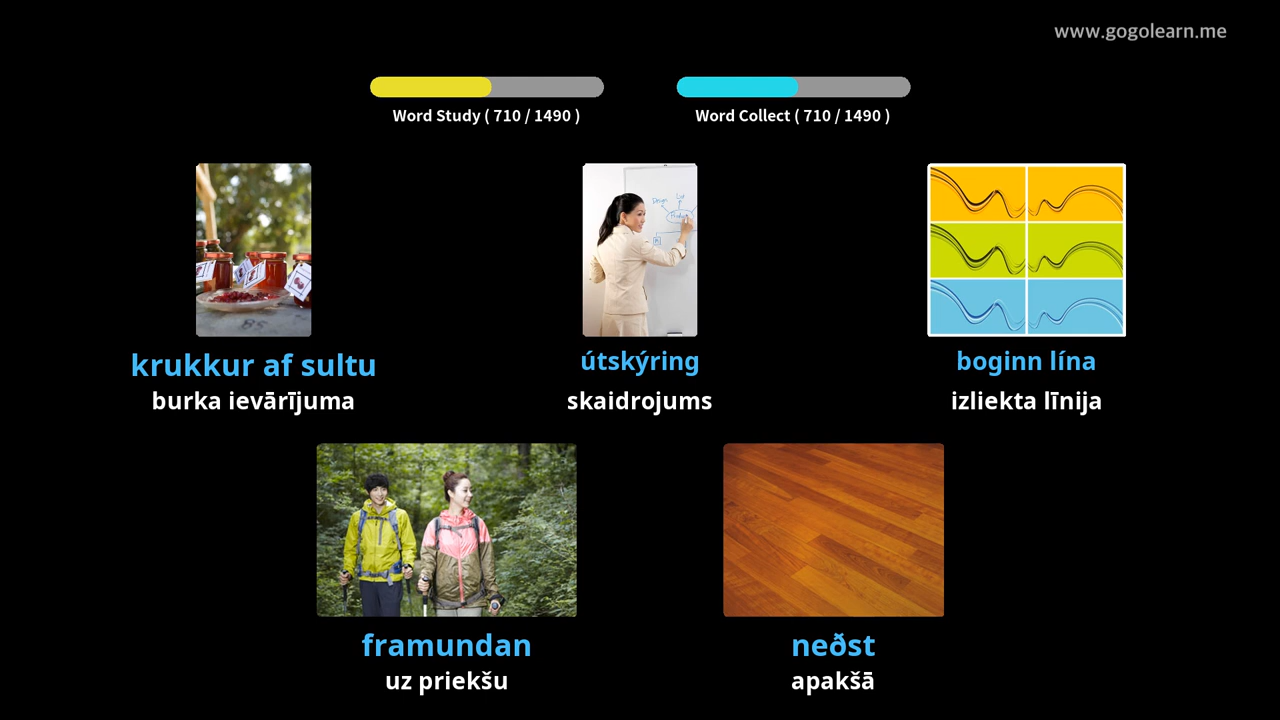 www.gogolearn.me
Word Study ( 710 / 1490 )
Word Collect ( 710 / 1490 )
krukkur af sultu
burka ievārījuma
útskýring
skaidrojums
boginn lína
izliekta līnija
framundan
uz priekšu
neðst
apakšā